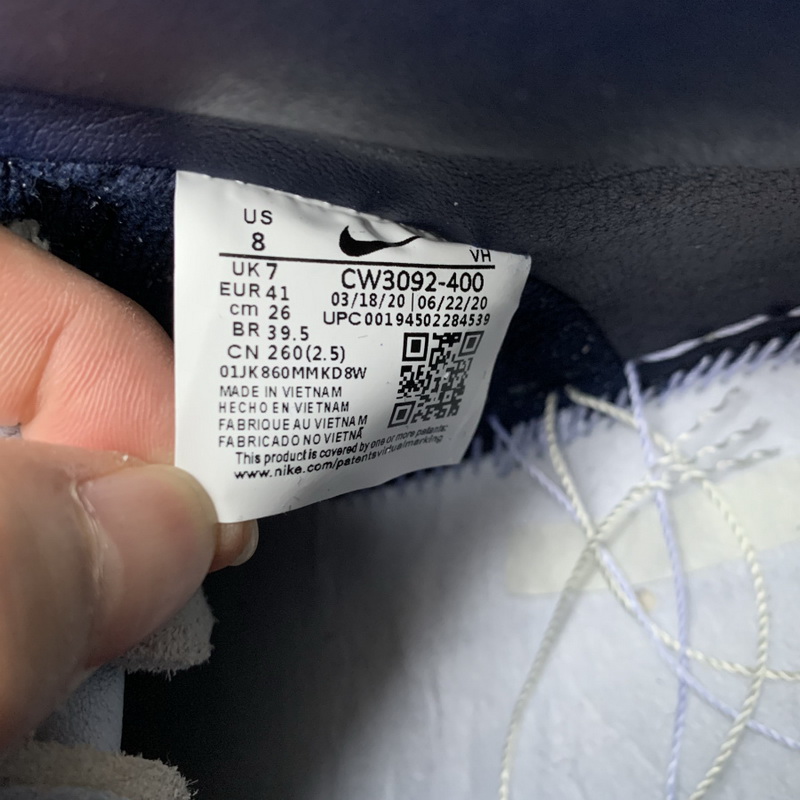 US
8
VH
UK 7
EUR 41
cm 26
BR 39.5
CN 260(2.5)
CW3092-400
03/18/20 | 06/22/20
UPC 00194502284539
01JK860MMKD8W
MADE IN VIETNAM
HECHO EN VIETNAM
FABRIQUE AU VIETNAM
FABRICADO NO VIETNÃ
This product is covered by one or more patents:
www.nike.com/patentsvirtualmarking